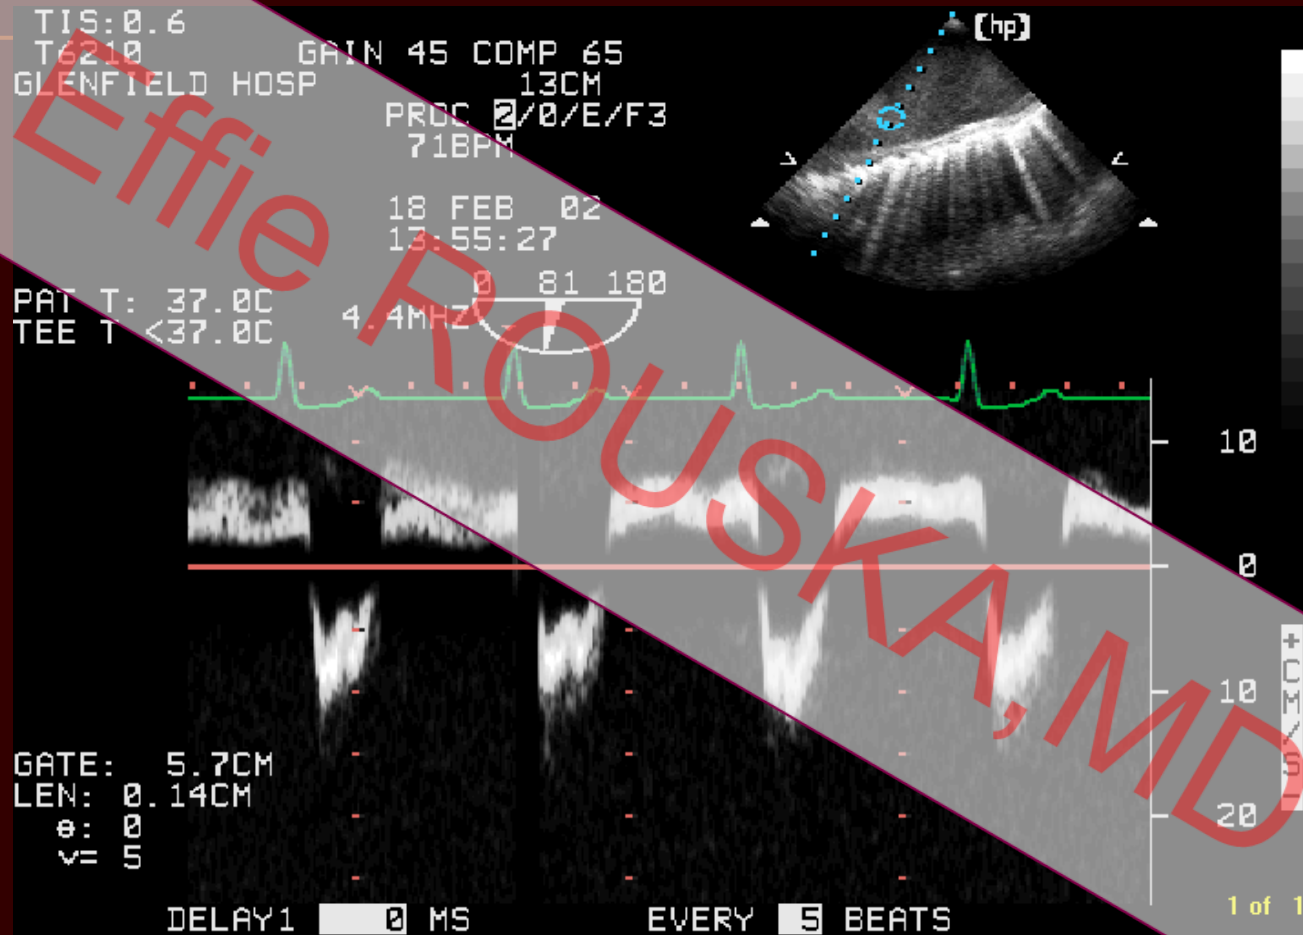 TIS:0.6
T6210 GAIN 45 COMP 65
GLENFIELD HOSP 13CM
PROC 2/0/E/F3
71BPM
18 FEB 02
13:55:27
0 81 180
PAT T: 37.0C
TEE T <37.0C
4.4MHZ
[hp]
Effie ROUSKA, MD
10
0
10
20
+CM/S
GATE: 5.7CM
LEN: 0.14CM
θ: 0
v= 5
DELAY1 0 MS EVERY 5 BEATS
1 of 1